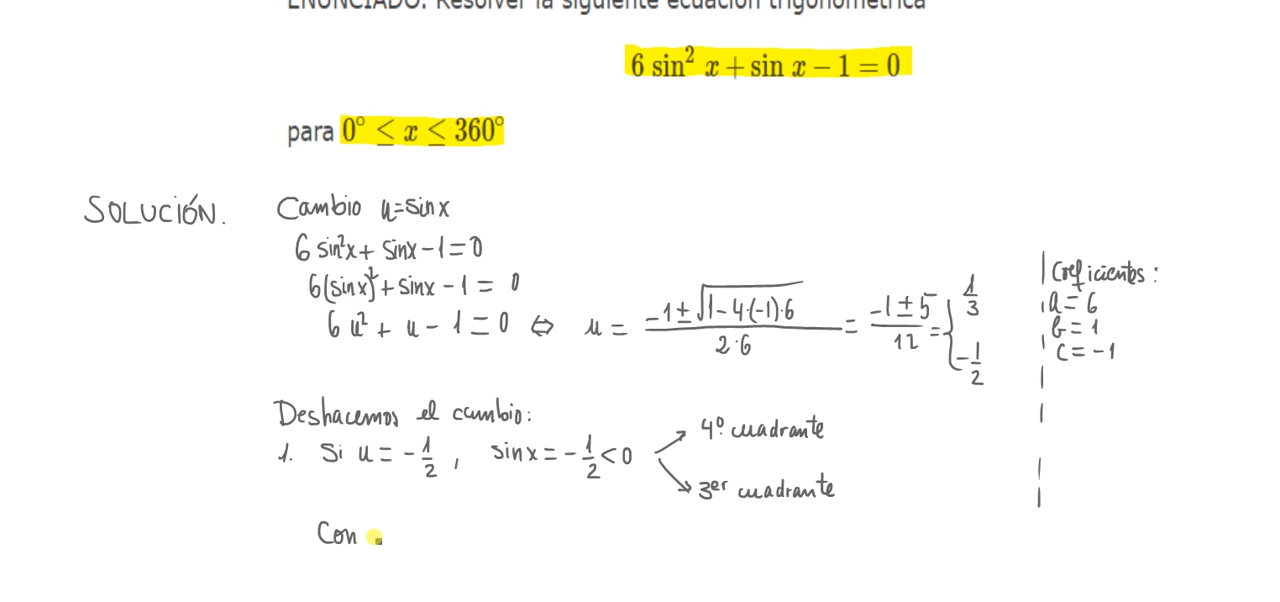 ENUNCIADO. Resolver la siguiente ecuación trigonométrica
6 sin² x + sin x − 1 = 0
para 0° ≤ x ≤ 360°
SOLUCIÓN. Cambio u=sinx
6 sin²x + sinx − 1 = 0
6(sinx)² + sinx − 1 = 0
6u² + u − 1 = 0 ⇔ u = (−1 ± √(1−4·(−1)·6))/(2·6) = (−1 ± 5)/12 = { 1/3
−1/2
Coeficientes:
a = 6
b = 1
c = −1
Deshacemos el cambio:
1. Si u = −1/2, sinx = −1/2 < 0
4º cuadrante
3er cuadrante
Con